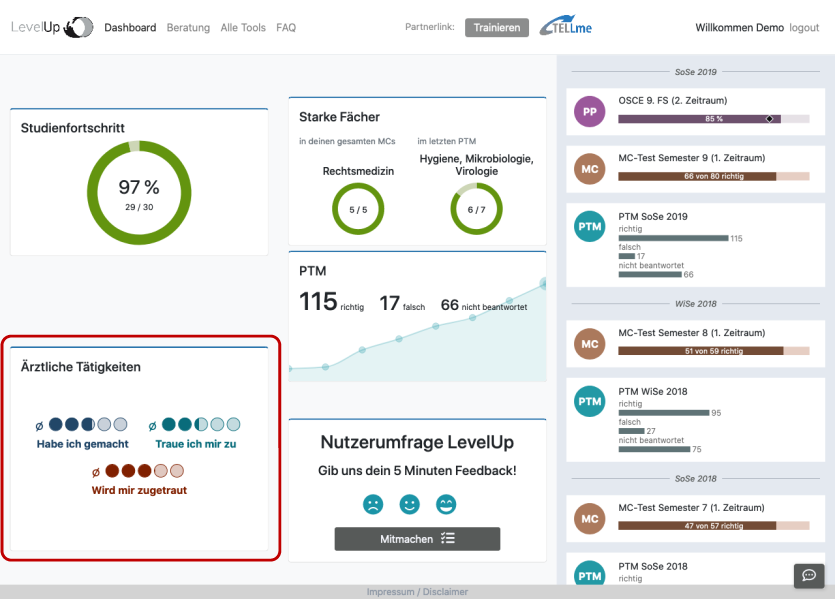 LevelUp Dashboard Beratung Alle Tools FAQ Partnerlink: Trainieren TELLme Willkommen Demo logout
Studienfortschritt
97 %
29 / 30
Starke Fächer
in deinen gesamten MCs
im letzten PTM
Rechtsmedizin
Hygiene, Mikrobiologie,
Virologie
5 / 5
6 / 7
PTM
115 richtig 17 falsch 66 nicht beantwortet
Ärztliche Tätigkeiten
ø
Habe ich gemacht
ø
Traue ich mir zu
ø
Wird mir zugetraut
Nutzerumfrage LevelUp
Gib uns dein 5 Minuten Feedback!
Mitmachen
SoSe 2019
PP
OSCE 9. FS (2. Zeitraum)
85 %
MC
MC-Test Semester 9 (1. Zeitraum)
66 von 80 richtig
PTM
PTM SoSe 2019
richtig
115
falsch
17
nicht beantwortet
66
WiSe 2018
MC
MC-Test Semester 8 (1. Zeitraum)
51 von 59 richtig
PTM
PTM WiSe 2018
richtig
95
falsch
27
nicht beantwortet
75
SoSe 2018
MC
MC-Test Semester 7 (1. Zeitraum)
47 von 57 richtig
PTM
PTM SoSe 2018
richtig
Impressum / Disclaimer